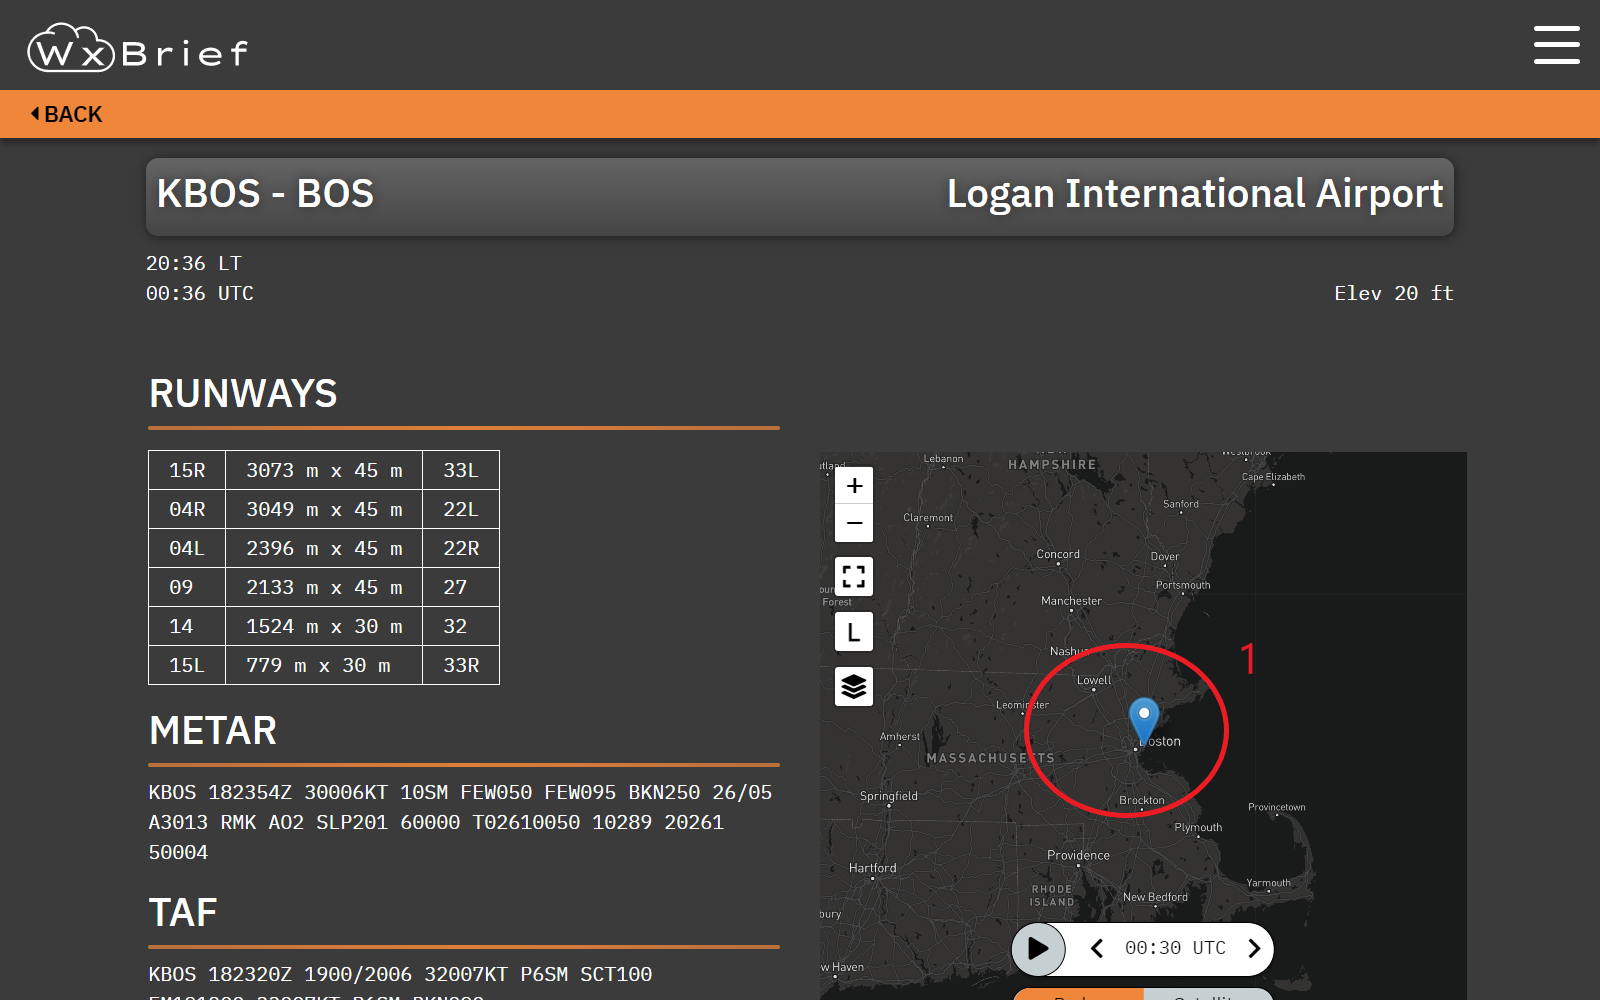 WxBrief
BACK
KBOS - BOS
Logan International Airport
20:36 LT
00:36 UTC
Elev 20 ft
RUNWAYS
15R 3073 m x 45 m 33L
04R 3049 m x 45 m 22L
04L 2396 m x 45 m 22R
09 2133 m x 45 m 27
14 1524 m x 30 m 32
15L 779 m x 30 m 33R
METAR
KBOS 182354Z 30006KT 10SM FEW050 FEW095 BKN250 26/05
A3013 RMK AO2 SLP201 60000 T02610050 10289 20261
50004
TAF
KBOS 182320Z 1900/2006 32007KT P6SM SCT100
+
−
L
Lebanon
HAMPSHIRE
Cape Elizabeth
Sanford
Claremont
Concord
Dover
Portsmouth
Forest
Manchester
1
Lowell
Leominster
Amherst
Boston
MASSACHUSETTS
Springfield
Brockton
Provincetown
Plymouth
Providence
Hartford
Yarmouth
RHODE
ISLAND
New Bedford
00:30 UTC